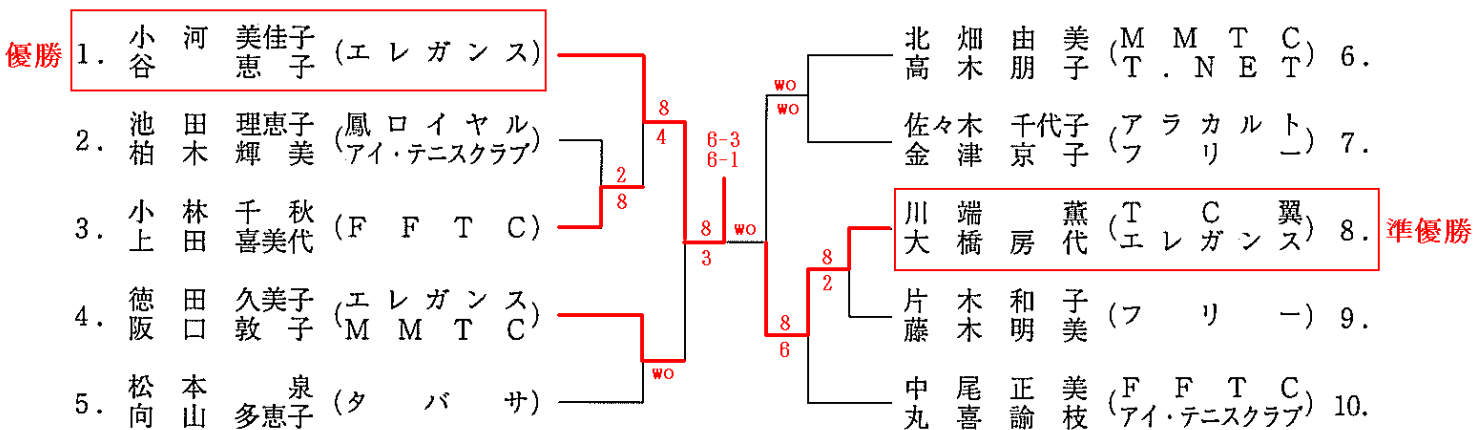 優勝
1. 小河 美佳子 (エレガンス)
谷 恵子
2. 池田 理恵子 (鳳ロイヤル
柏木 輝美 アイ・テニスクラブ)
3. 小林 千秋 (FFTC)
上田 喜美代
4. 徳田 久美子 (エレガンス
阪口 敦子 MMTC)
5. 松本 泉 (タバサ)
向山 多恵子
8
4
2
8
wo
8
3
6-3
6-1
wo
wo
wo
8
2
8
6
北畑 由美 (MMTC
高木 朋子 T.NET) 6.
佐々木 千代子 (アラカルト
金津 京子 フリー) 7.
川端 薫 (TC翼
大橋 房代 エレガンス) 8.
準優勝
片木 和子 (フリー) 9.
藤木 明美
中尾 正美 (FFTC
丸喜 諭枝 アイ・テニスクラブ) 10.